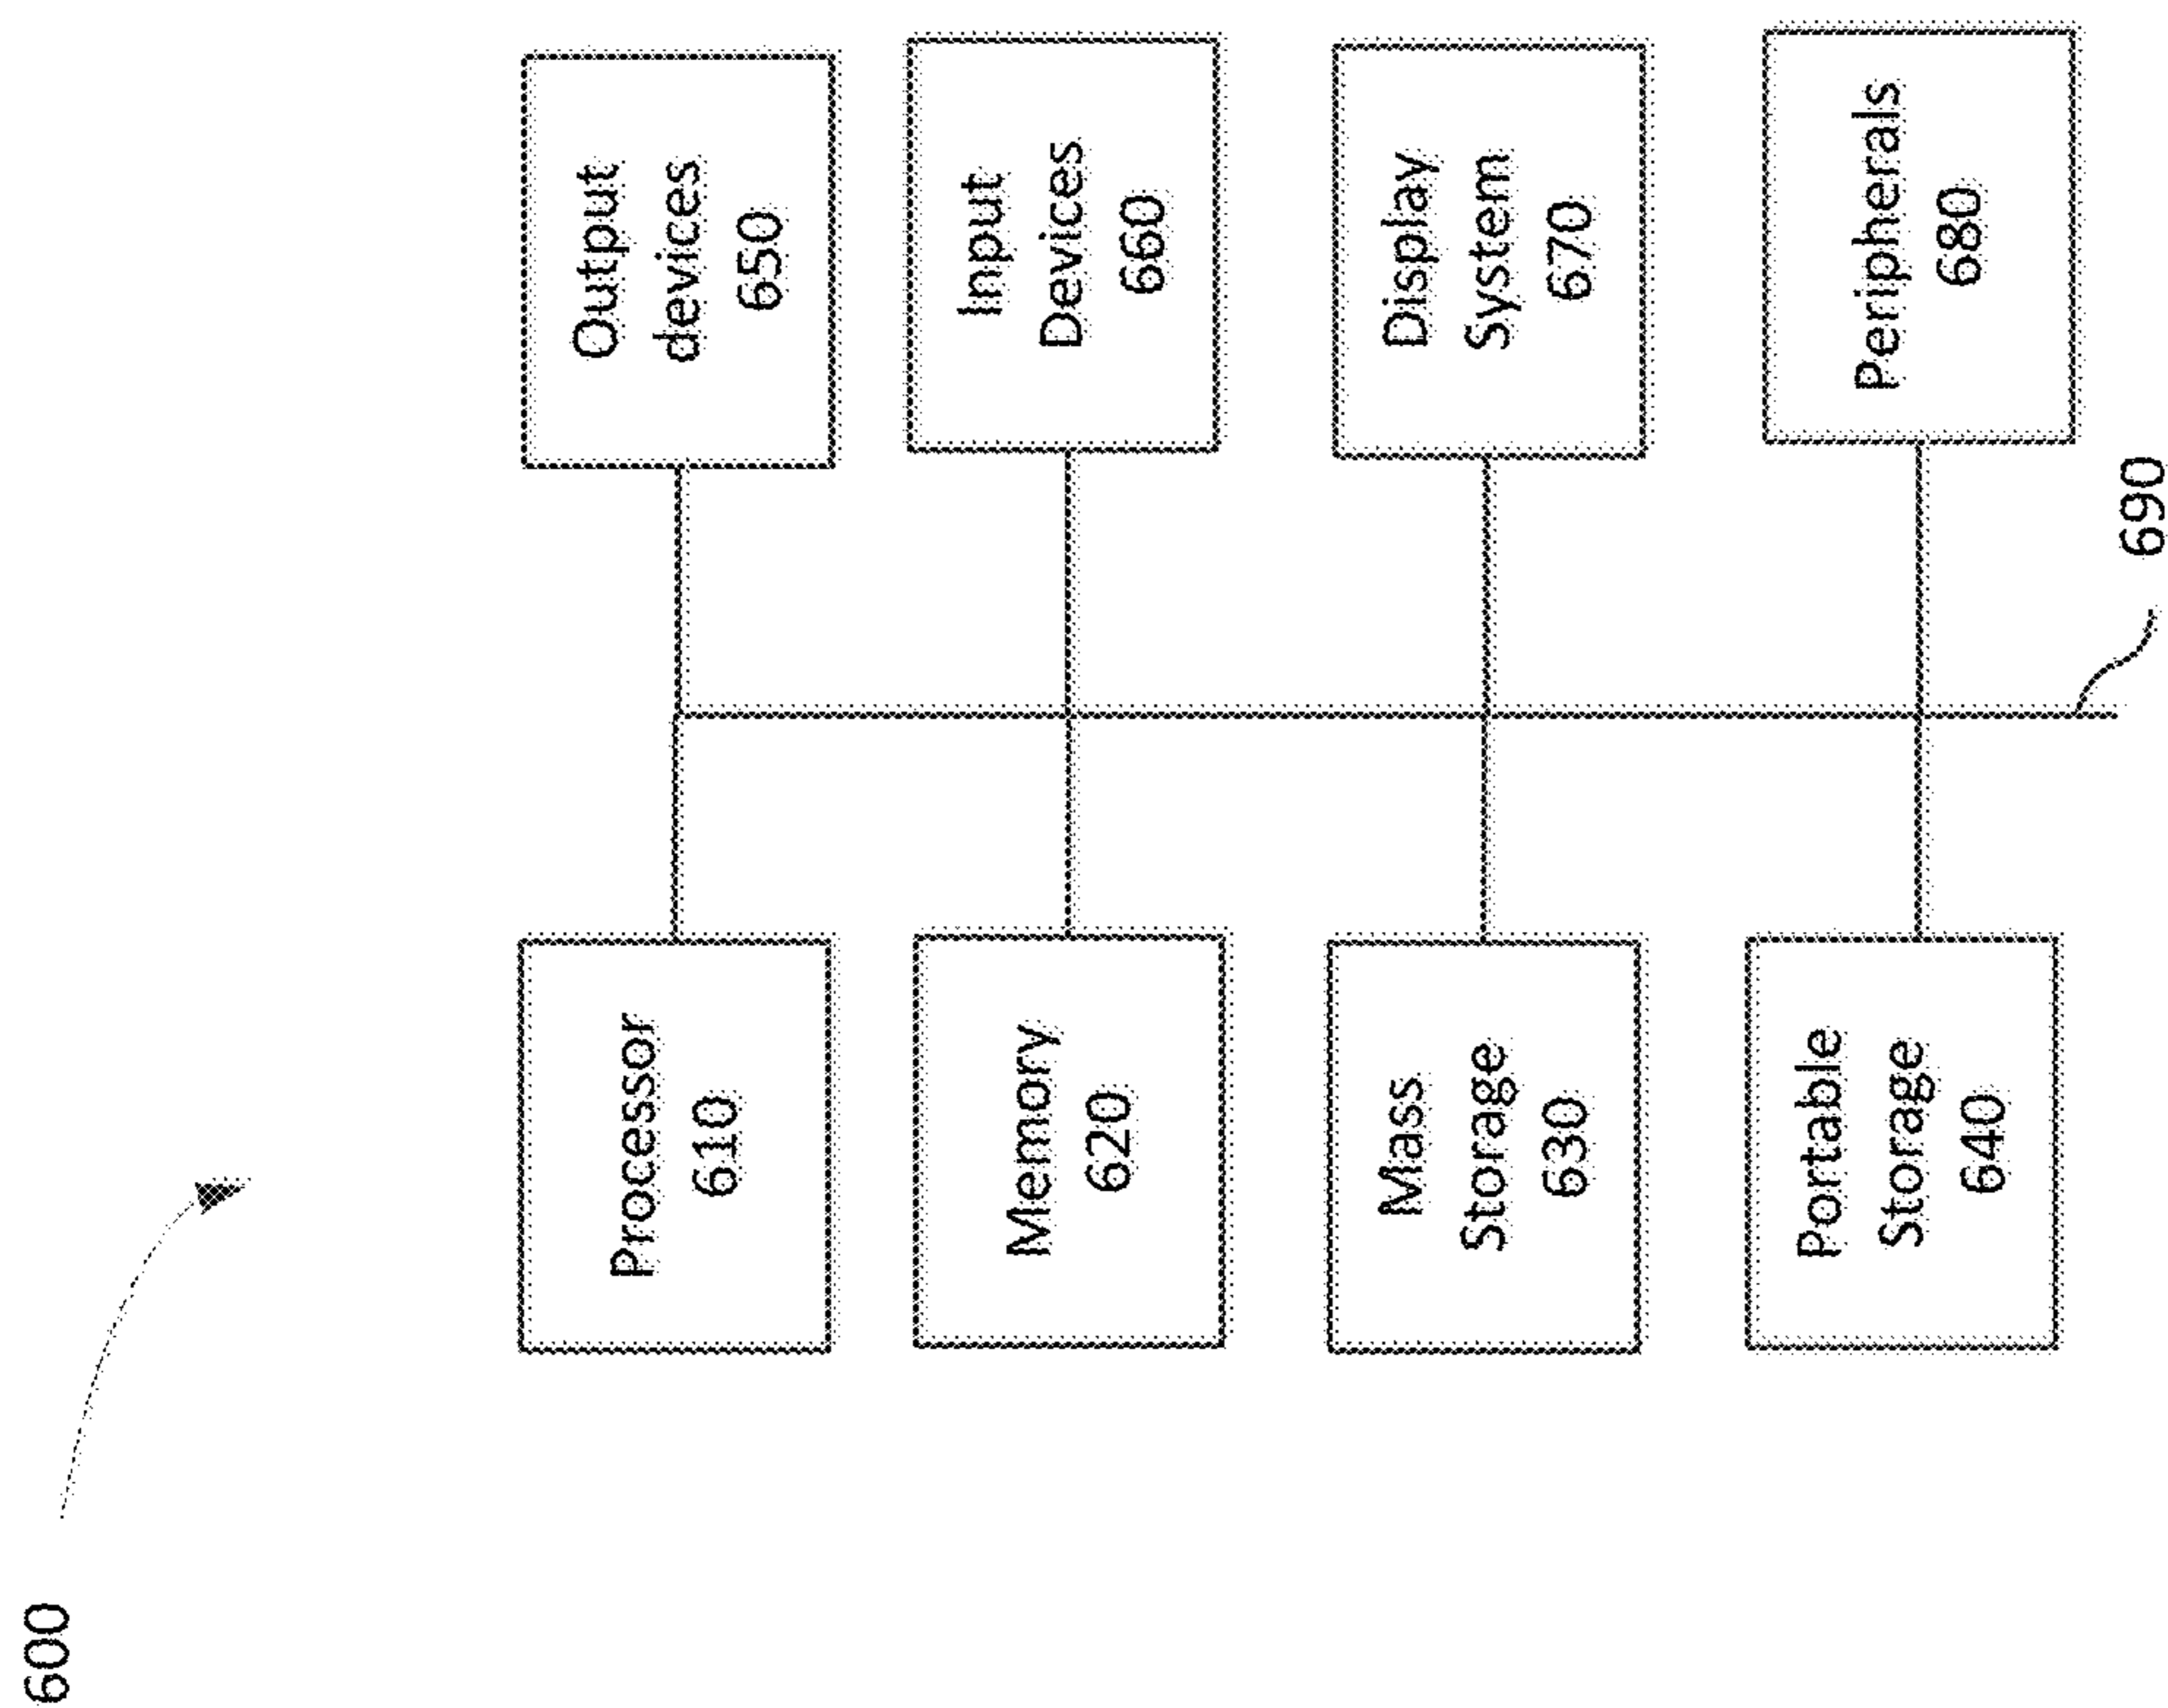 600
Processor
610
Output
devices
650
Memory
620
Input
Devices
660
Mass
Storage
630
Display
System
670
Portable
Storage
640
Peripherals
680
690